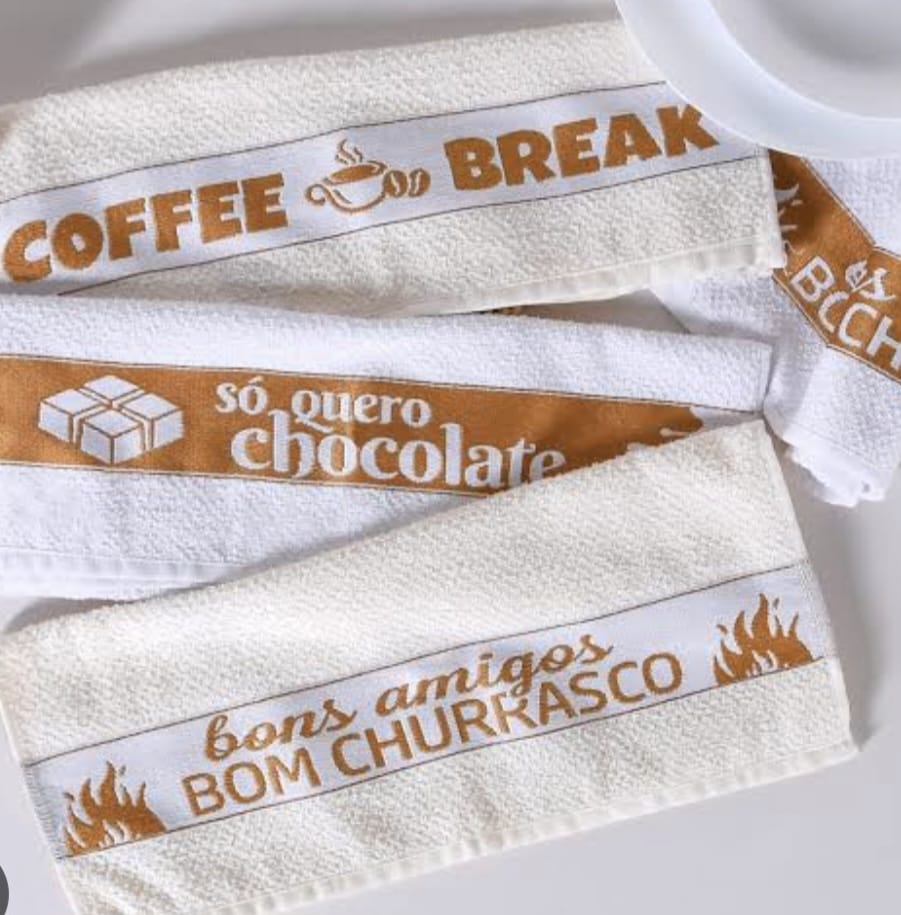 COFFEE BREAK
só quero
chocolate
bons amigos
BOM CHURRASCO